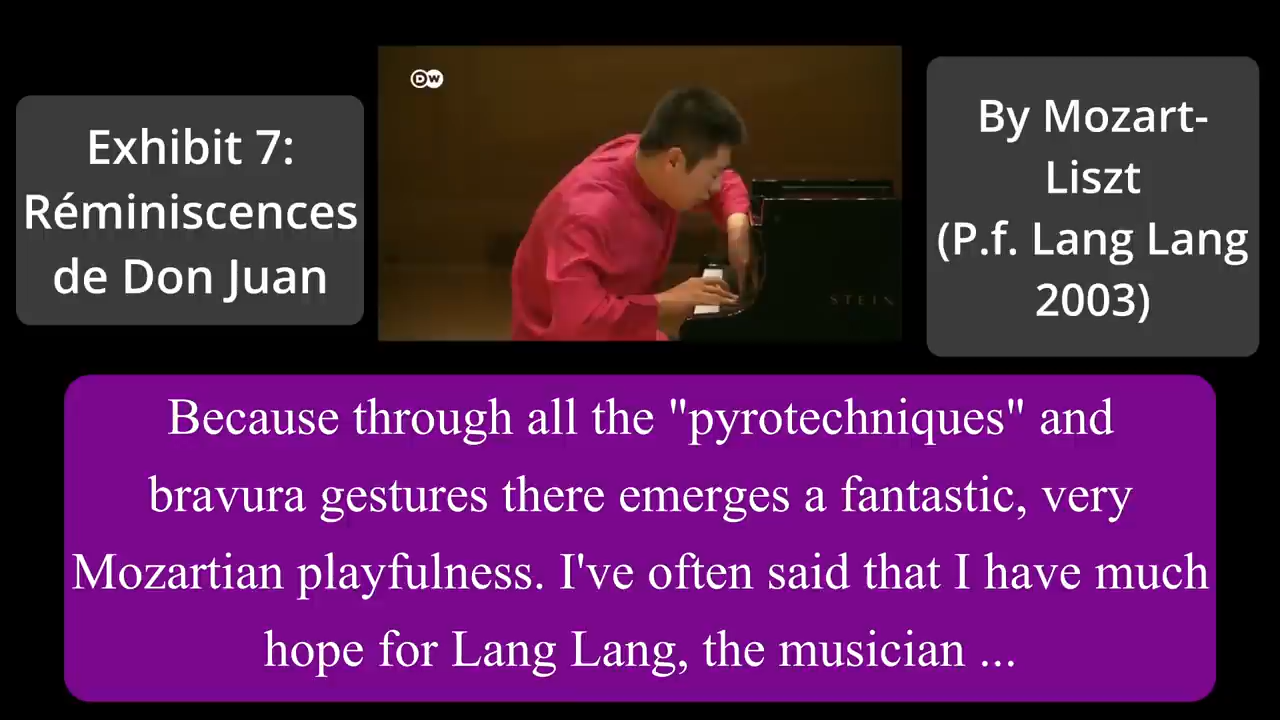 Exhibit 7:
Réminiscences
de Don Juan
DW
STEIN
By Mozart-
Liszt
(P.f. Lang Lang
2003)
Because through all the "pyrotechniques" and
bravura gestures there emerges a fantastic, very
Mozartian playfulness. I've often said that I have much
hope for Lang Lang, the musician ...